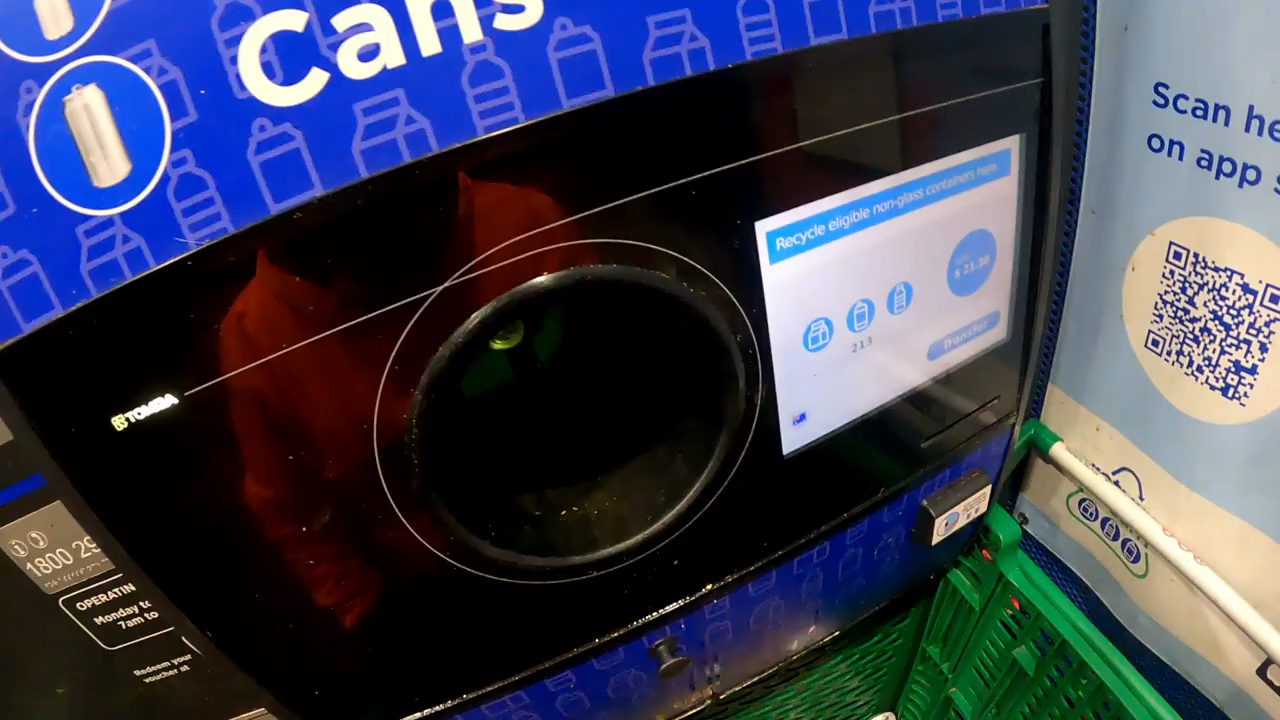 Cans
Scan he
on app s
Recycle eligible non-glass containers here
$ 21.30
213
Transfer
TOMRA
1800 29
OPERATIN
Monday to
7am to
Redeem your
voucher at